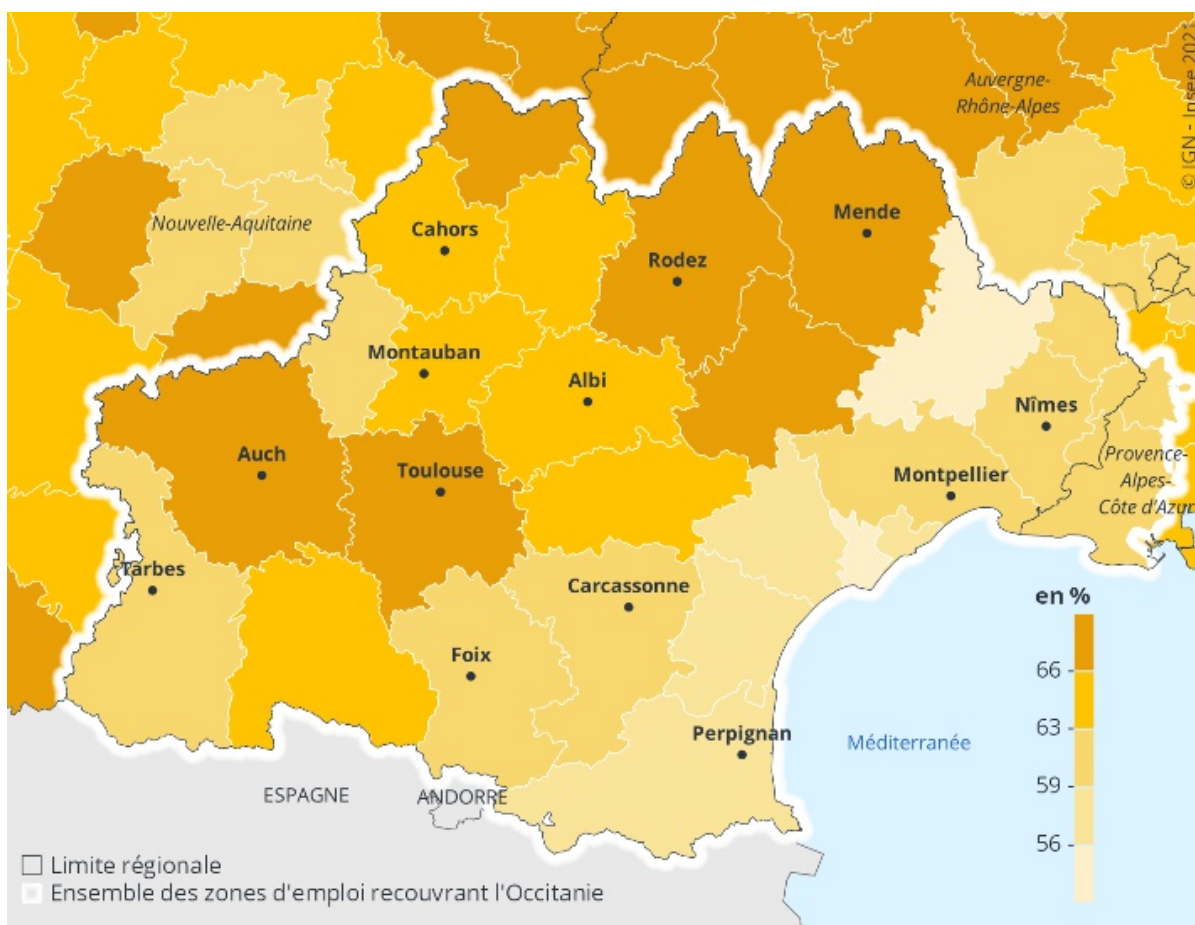 Auvergne-
Rhône-Alpes
© IGN - Insee 202
Nouvelle-Aquitaine
Cahors
Mende
Rodez
Montauban
Albi
Nîmes
Auch
Toulouse
Montpellier
Provence-
Alpes-
Côte d'Azur
Tarbes
Carcassonne
en %
Foix
66
63
Perpignan
Méditerranée
59
ESPAGNE
ANDORRE
56
Limite régionale
Ensemble des zones d'emploi recouvrant l'Occitanie